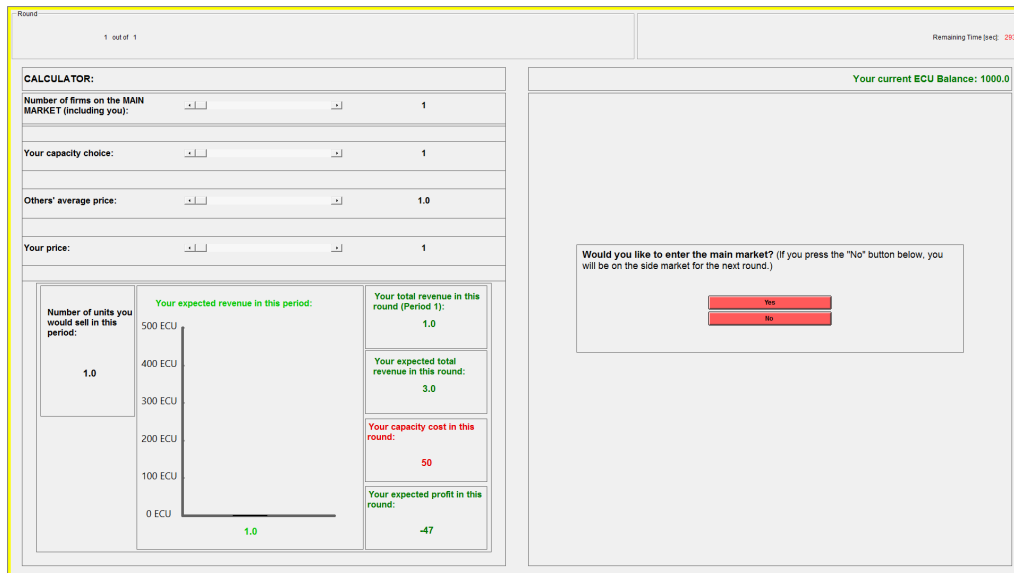 Round
1 out of 1
Remaining Time [sec]: 293
CALCULATOR:
Your current ECU Balance: 1000.0
Number of firms on the MAIN
MARKET (including you):
1
Your capacity choice:
1
Others' average price:
1.0
Your price:
1
Number of units you
would sell in this
period:
1.0
Your expected revenue in this period:
500 ECU
400 ECU
300 ECU
200 ECU
100 ECU
0 ECU
1.0
Your total revenue in this
round (Period 1):
1.0
Your expected total
revenue in this round:
3.0
Your capacity cost in this
round:
50
Your expected profit in this
round:
-47
Would you like to enter the main market? (If you press the "No" button below, you
will be on the side market for the next round.)
Yes
No